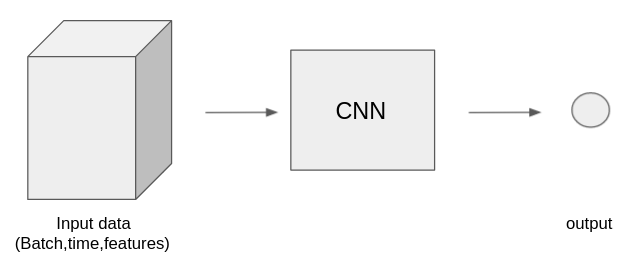 CNN
Input data
(Batch,time,features)
output